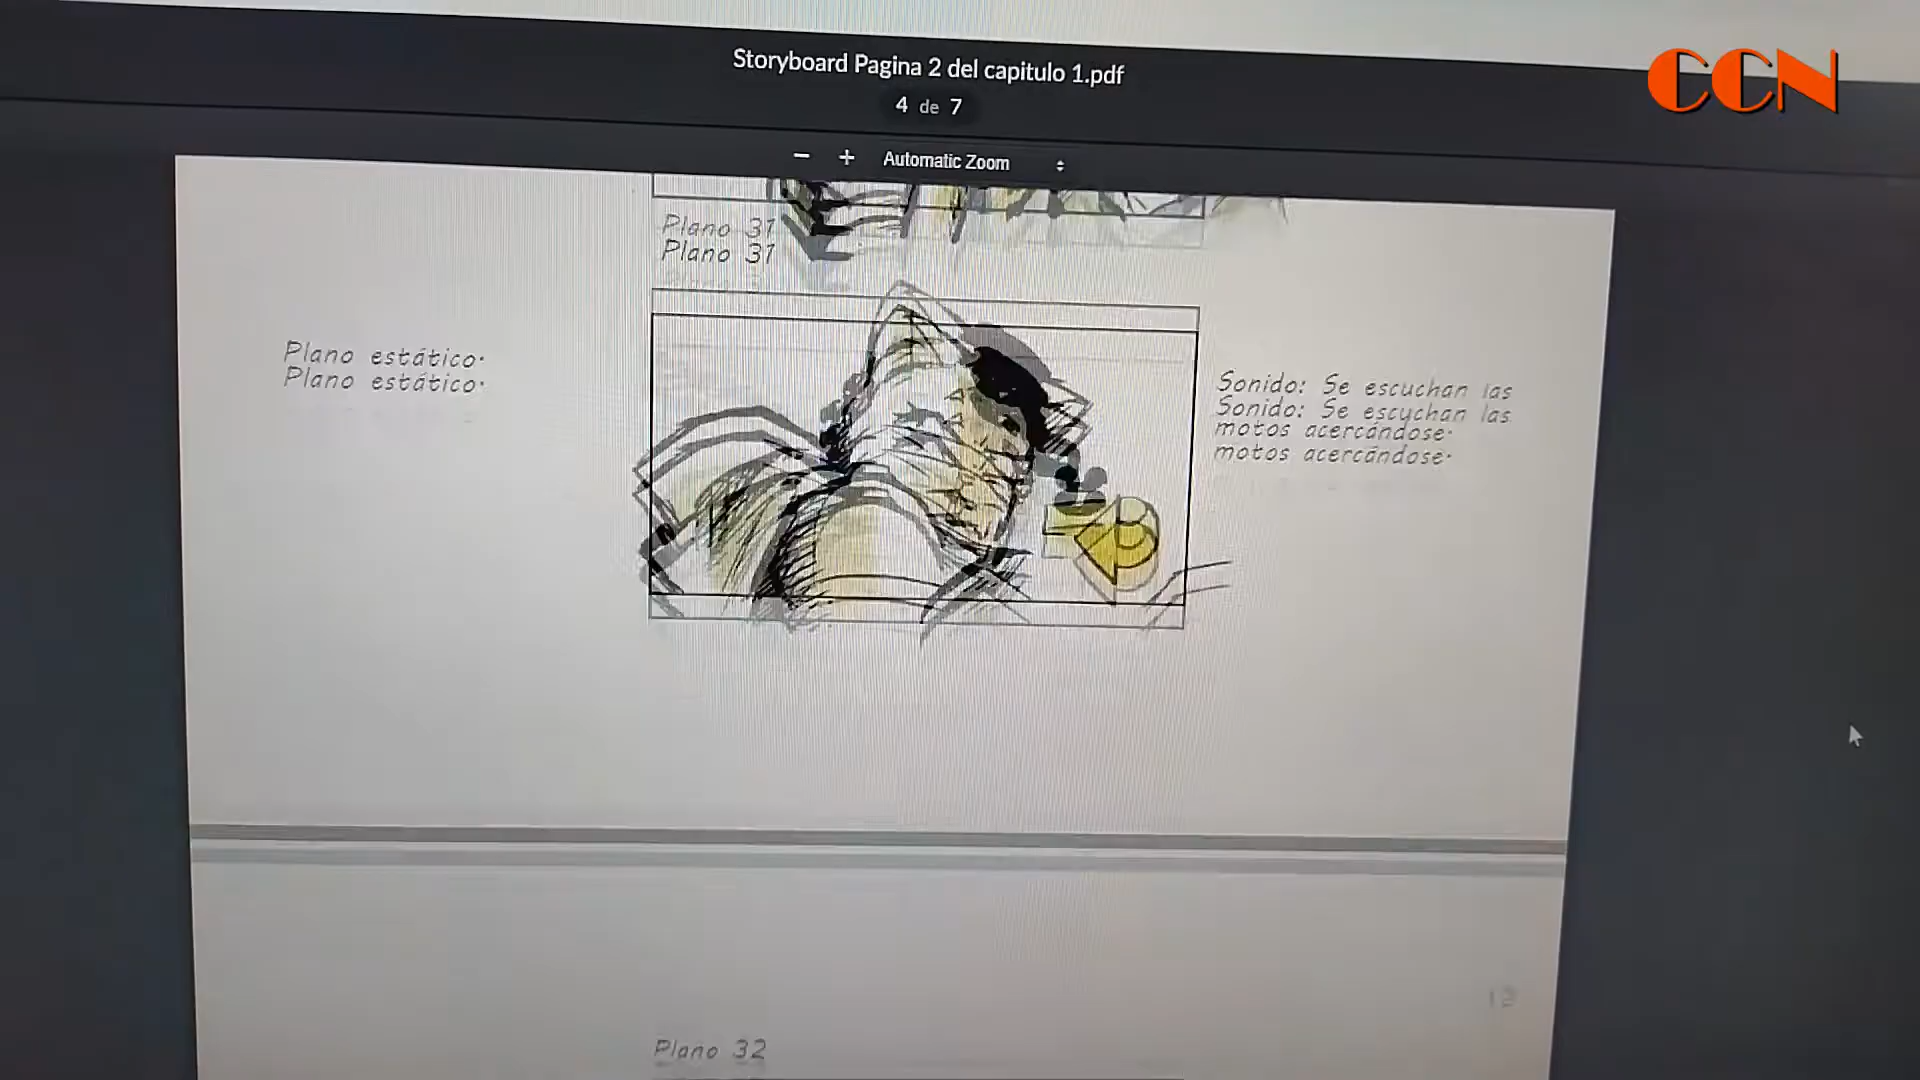 Storyboard Pagina 2 del capitulo 1.pdf
CCN
4 de 7
− + Automatic Zoom
Plano 31
Plano 31
Plano estático.
Plano estático.
Sonido: Se escuchan las
Sonido: Se escuchan las
motos acercándose.
motos acercándose.
12
Plano 32